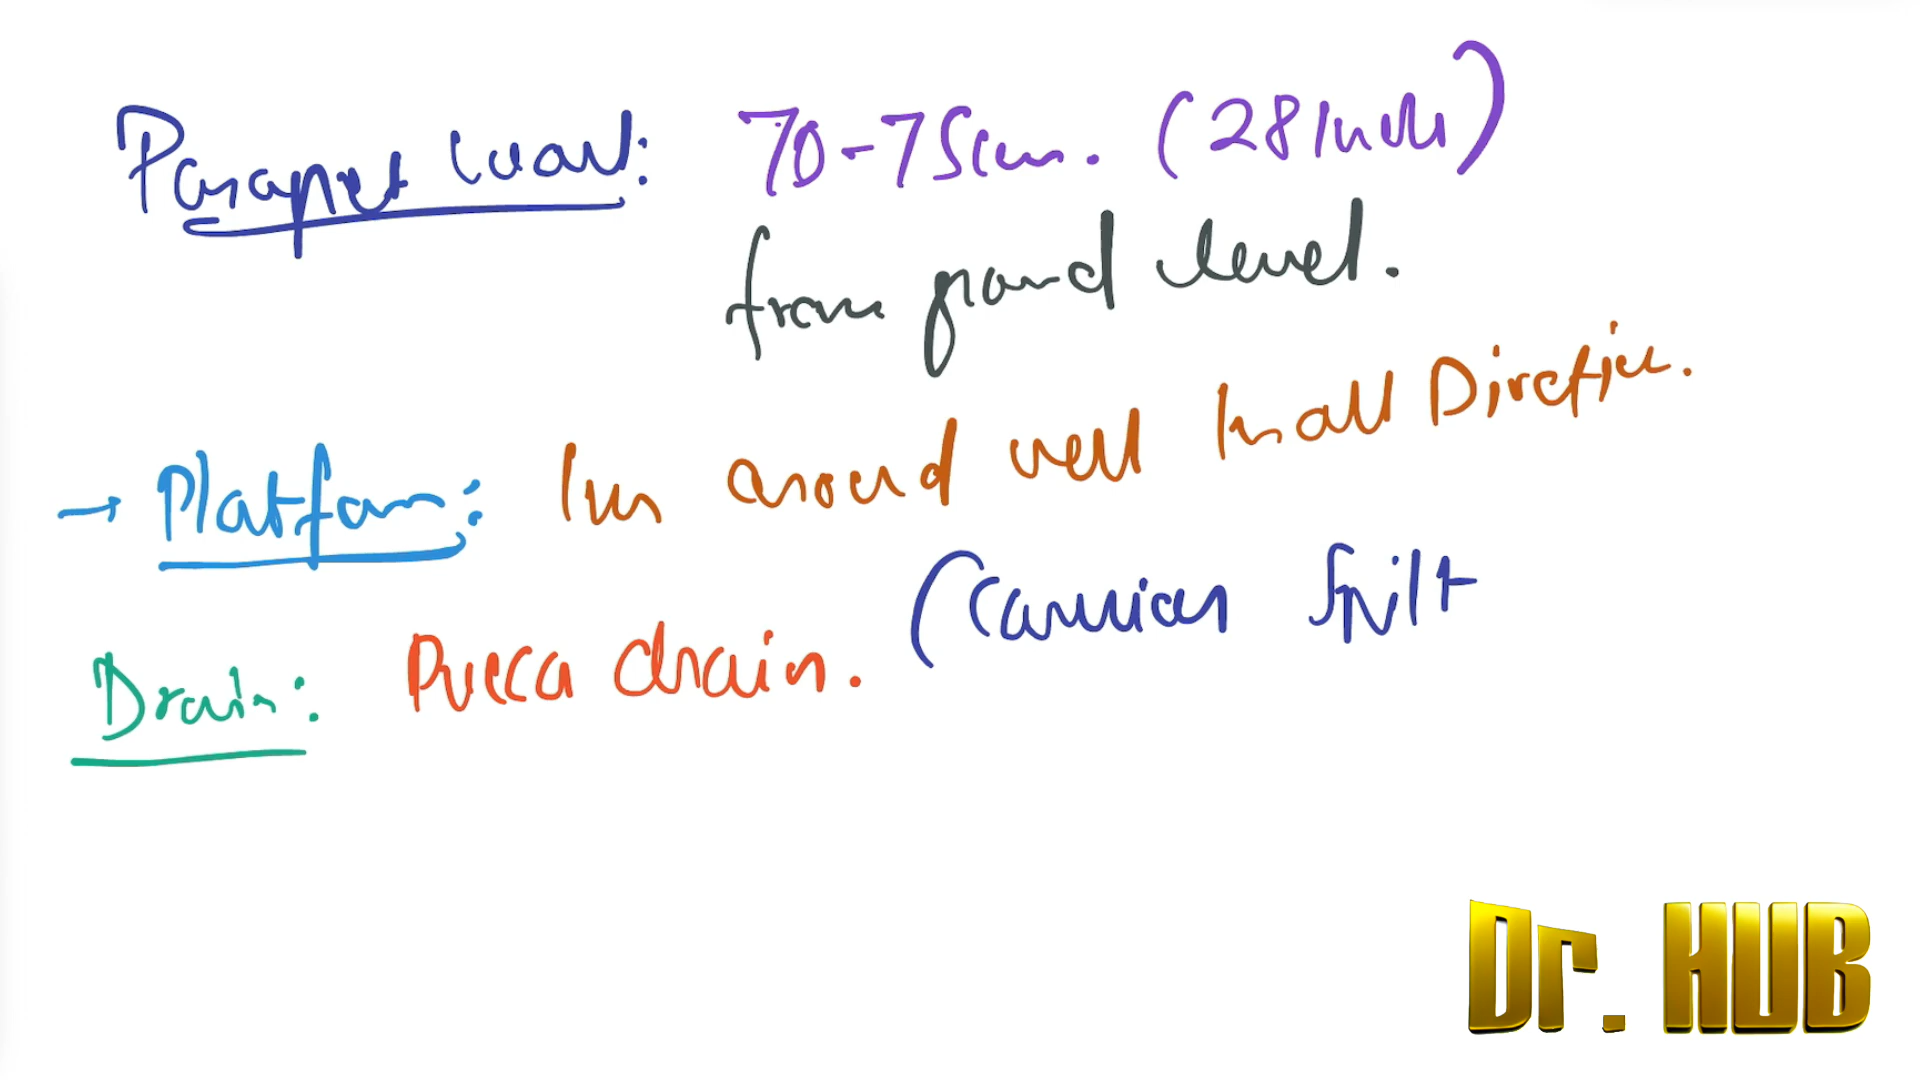 Parapet wall: 70-75cm. (28 Inch)
from ground level.
→ Platform: 1m around well In all Direction.
Drain: Pucca drain. (Carries Spilt
Dr. HUB